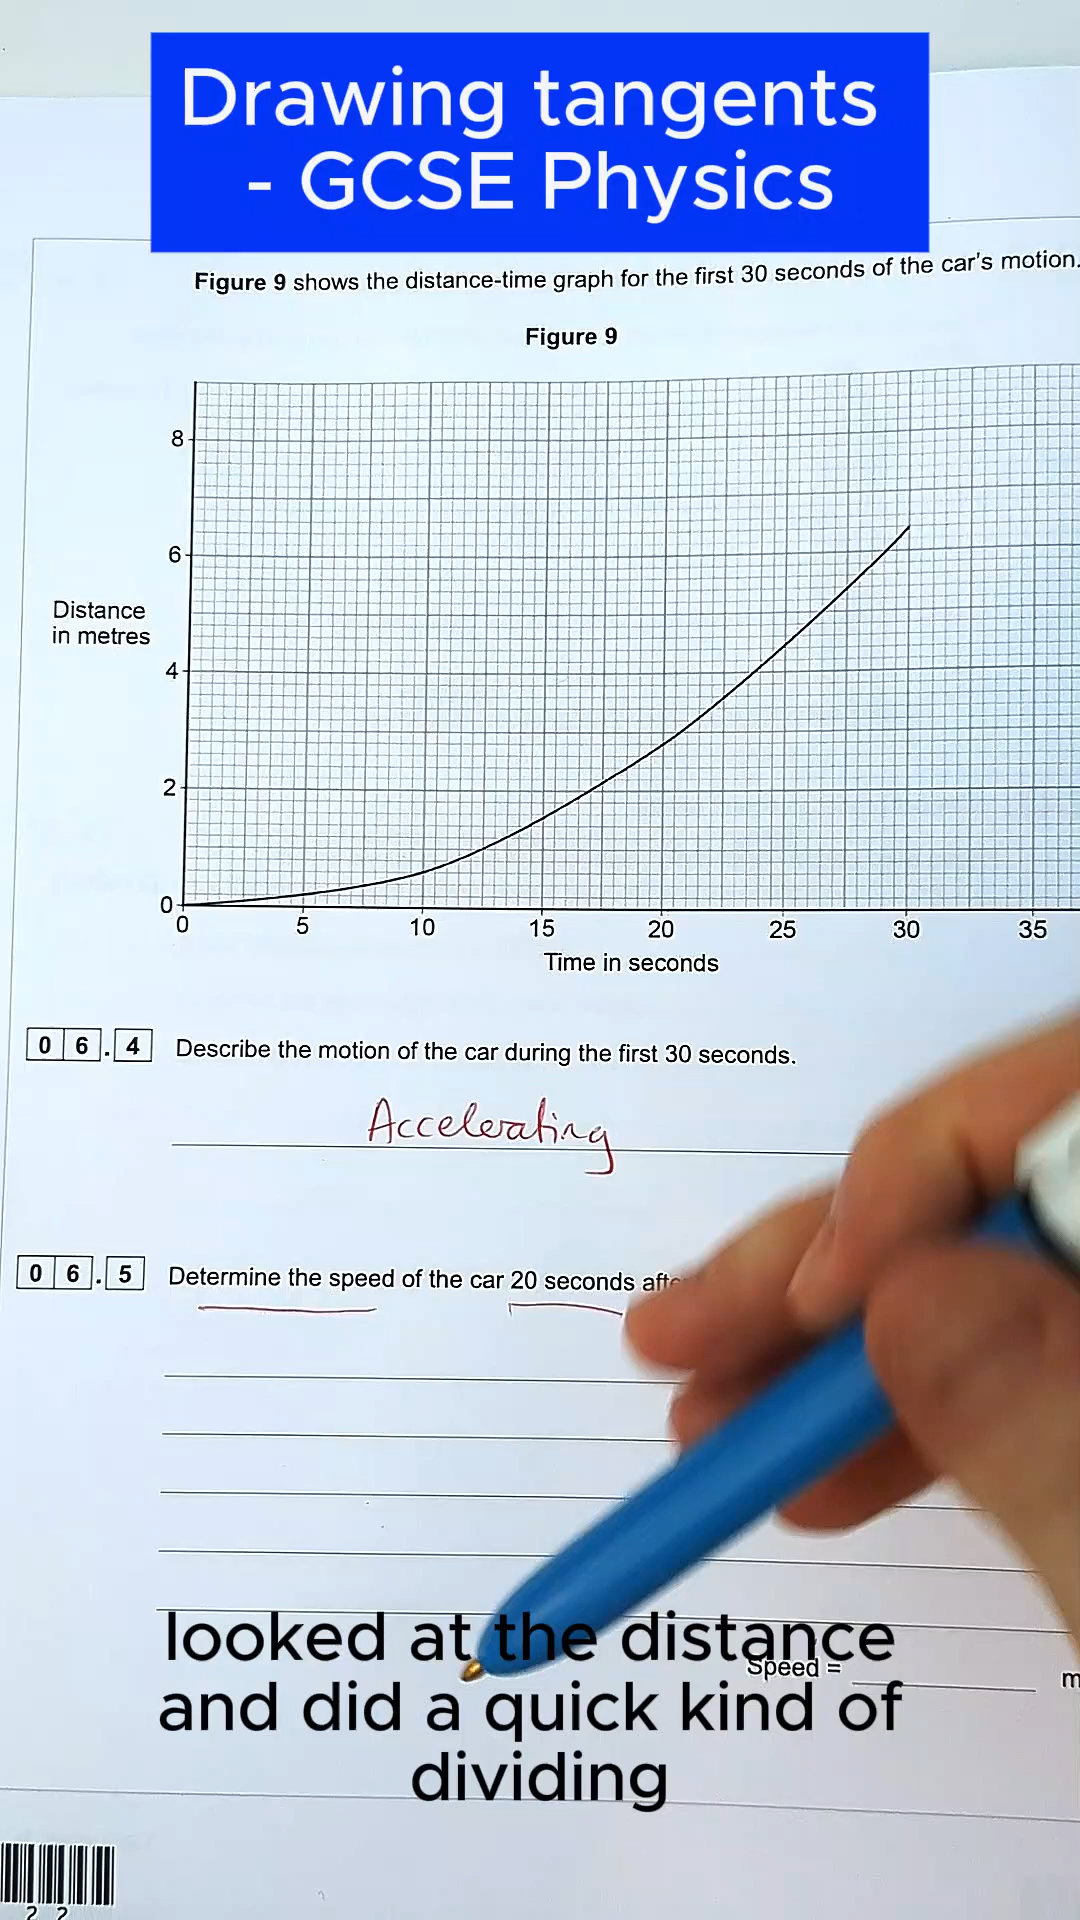 Drawing tangents
- GCSE Physics
Figure 9 shows the distance-time graph for the first 30 seconds of the car's motion.
Figure 9
8
6
Distance
in metres
4
2
0
0 5 10 15 20 25 30 35
Time in seconds
0 6 . 4 Describe the motion of the car during the first 30 seconds.
Accelerating
0 6 . 5 Determine the speed of the car 20 seconds
looked at the distance
Speed = m
and did a quick kind of
dividing
2 2